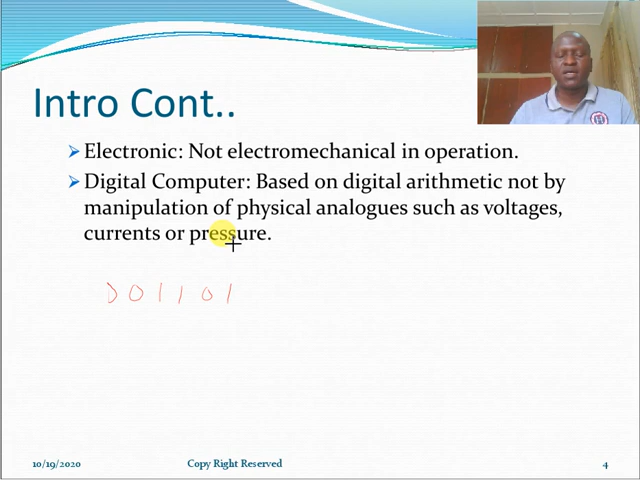 Intro Cont..
Electronic: Not electromechanical in operation.
Digital Computer: Based on digital arithmetic not by
manipulation of physical analogues such as voltages,
currents or pressure.
001101
10/19/2020 Copy Right Reserved 4